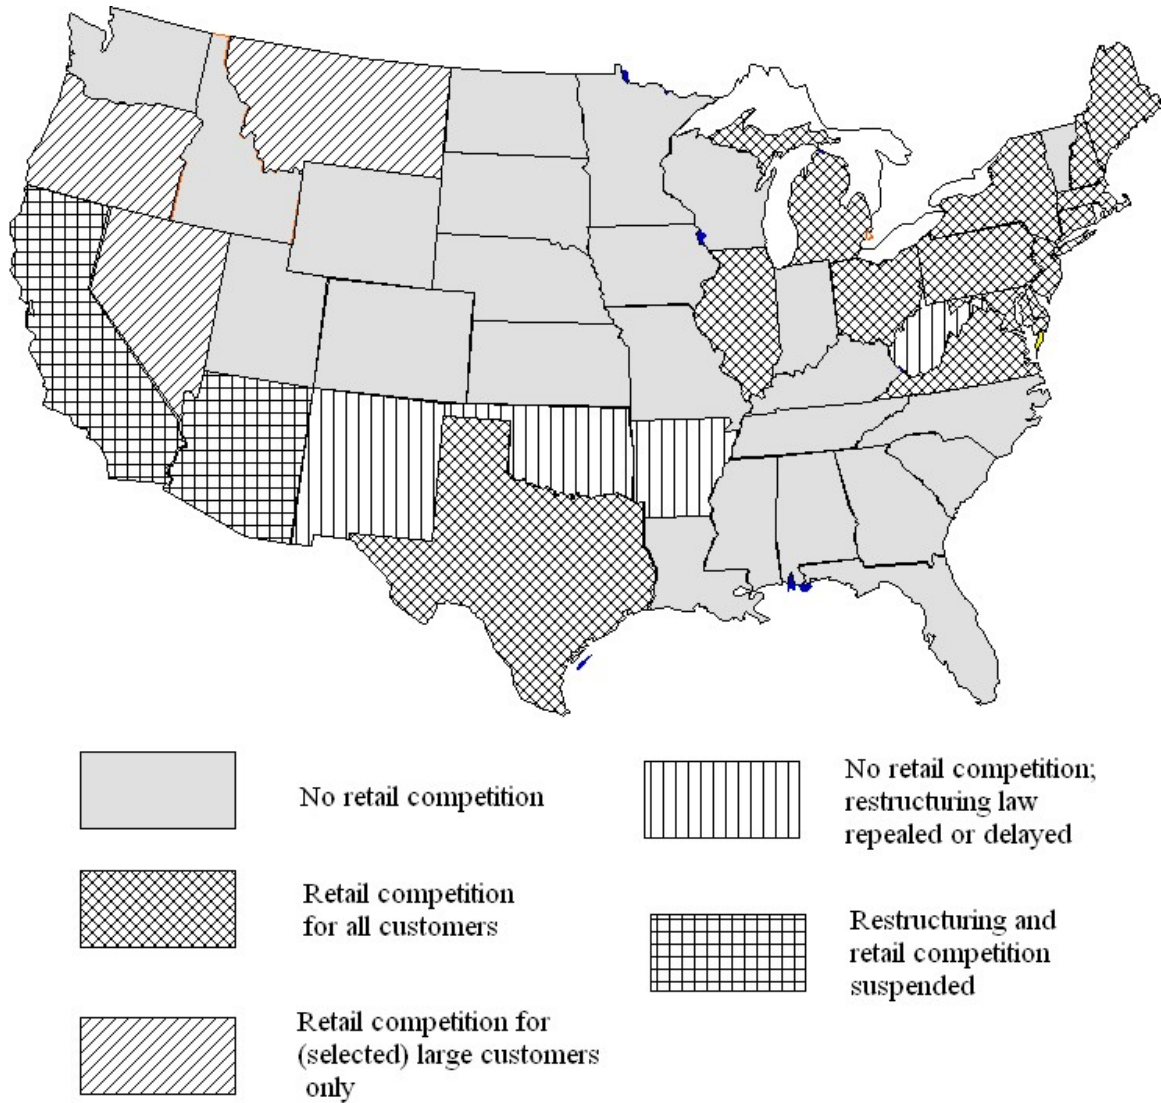 No retail competition
Retail competition
for all customers
Retail competition for
(selected) large customers
only
No retail competition;
restructuring law
repealed or delayed
Restructuring and
retail competition
suspended